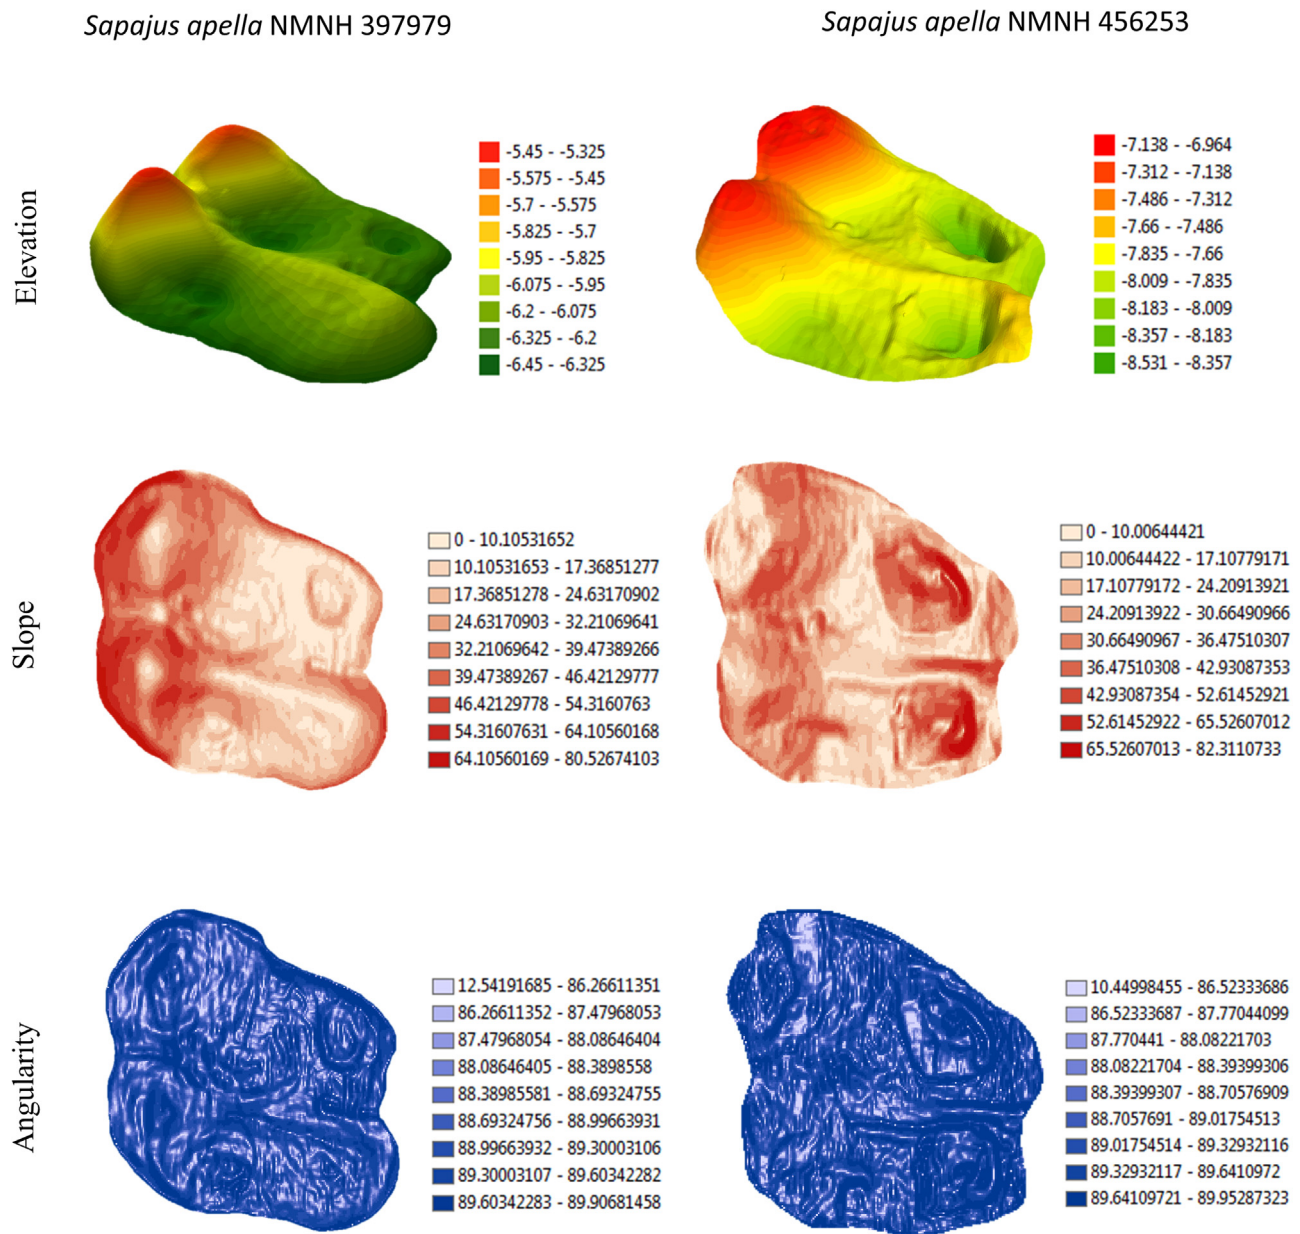 Sapajus apella NMNH 397979
Sapajus apella NMNH 456253
Elevation
-5.45 - -5.325
-5.575 - -5.45
-5.7 - -5.575
-5.825 - -5.7
-5.95 - -5.825
-6.075 - -5.95
-6.2 - -6.075
-6.325 - -6.2
-6.45 - -6.325
-7.138 - -6.964
-7.312 - -7.138
-7.486 - -7.312
-7.66 - -7.486
-7.835 - -7.66
-8.009 - -7.835
-8.183 - -8.009
-8.357 - -8.183
-8.531 - -8.357
Slope
0 - 10.10531652
10.10531653 - 17.36851277
17.36851278 - 24.63170902
24.63170903 - 32.21069641
32.21069642 - 39.47389266
39.47389267 - 46.42129777
46.42129778 - 54.3160763
54.31607631 - 64.10560168
64.10560169 - 80.52674103
0 - 10.00644421
10.00644422 - 17.10779171
17.10779172 - 24.20913921
24.20913922 - 30.66490966
30.66490967 - 36.47510307
36.47510308 - 42.93087353
42.93087354 - 52.61452921
52.61452922 - 65.52607012
65.52607013 - 82.3110733
Angularity
12.54191685 - 86.26611351
86.26611352 - 87.47968053
87.47968054 - 88.08646404
88.08646405 - 88.3898558
88.38985581 - 88.69324755
88.69324756 - 88.99663931
88.99663932 - 89.30003106
89.30003107 - 89.60342282
89.60342283 - 89.90681458
10.44998455 - 86.52333686
86.52333687 - 87.77044099
87.770441 - 88.08221703
88.08221704 - 88.39399306
88.39399307 - 88.70576909
88.7057691 - 89.01754513
89.01754514 - 89.32932116
89.32932117 - 89.6410972
89.64109721 - 89.95287323